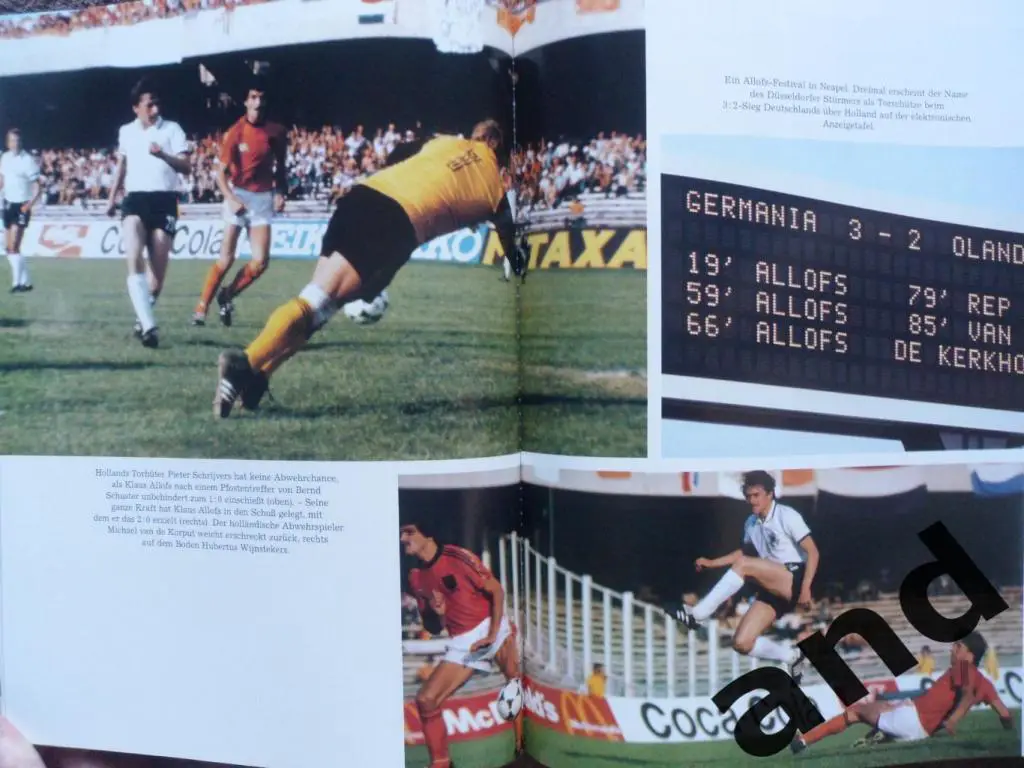 Ein Allofs-Festival in Neapel. Dreimal erscheint der Name
des Düsseldorfer Stürmers als Torschütze beim
3:2-Sieg Deutschlands über Holland auf der elektronischen
Anzeigetafel.
GERMANIA 3 - 2 OLAND
19' ALLOFS 79' REP
59' ALLOFS 85' VAN
66' ALLOFS DE KERKHO
Coca Cola
METAXA
Hollands Torhüter Pieter Schrijvers hat keine Abwehrchance,
als Klaus Allofs nach einem Pfostentreffer von Bernd
Schuster unbehindert zum 1:0 einschießt (oben). – Seine
ganze Kraft hat Klaus Allofs in den Schuß gelegt, mit
dem er das 2:0 erzielt (rechts). Der holländische Abwehrspieler
Michael van de Korput weicht erschreckt zurück, rechts
auf dem Boden Hubertus Wijnstekers.
McDo
McDonald's
Coca Cola
and